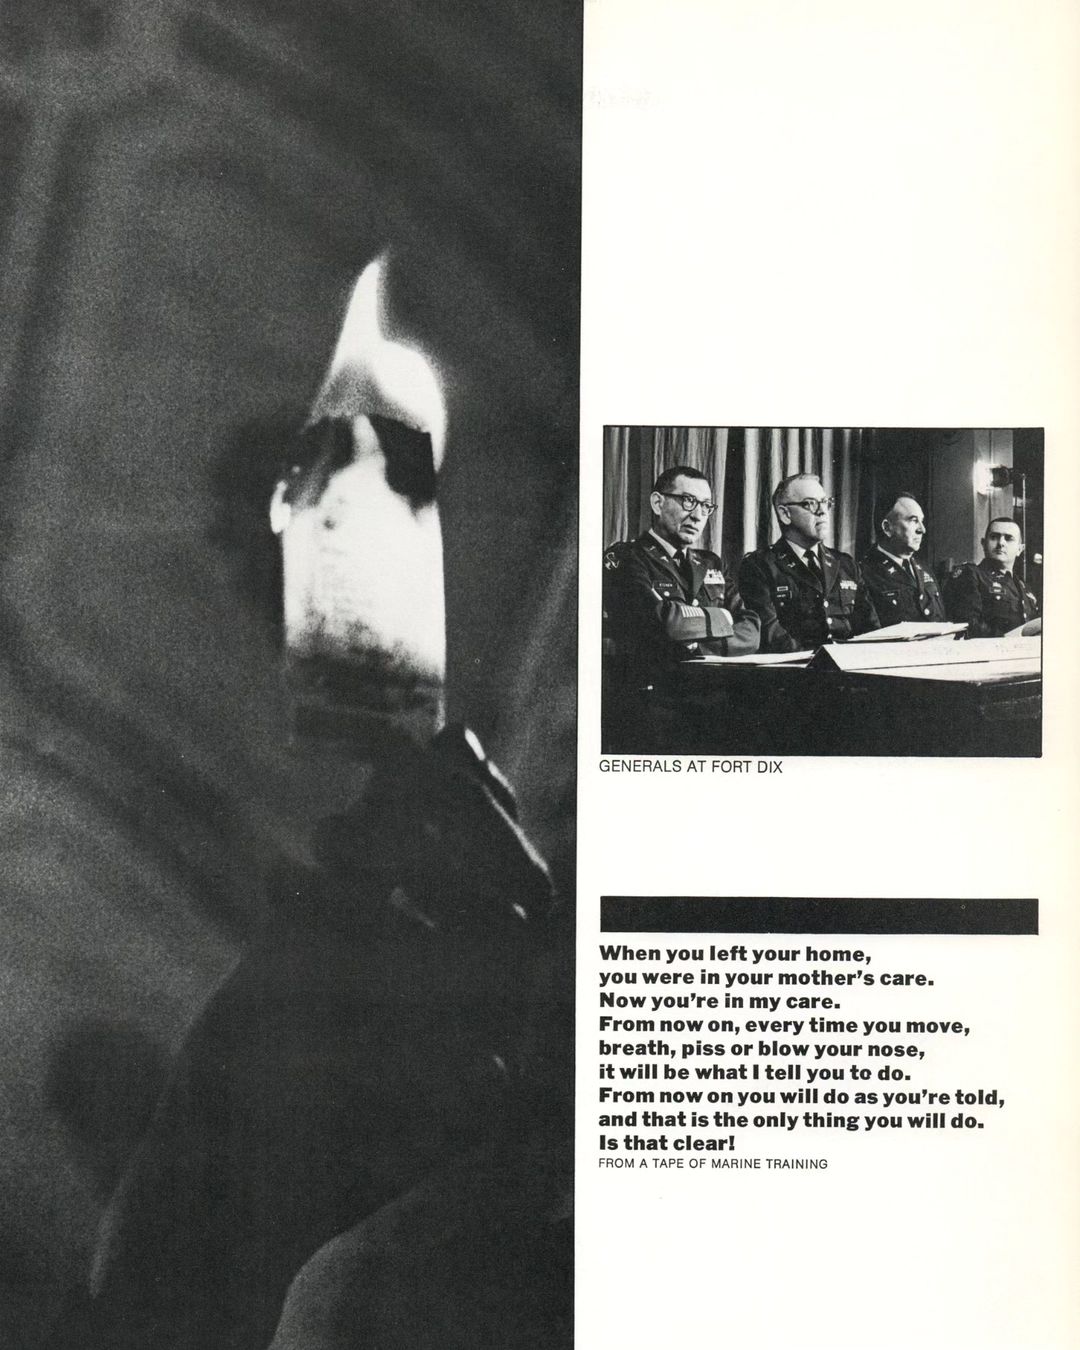 GENERALS AT FORT DIX
When you left your home,
you were in your mother's care.
Now you're in my care.
From now on, every time you move,
breath, piss or blow your nose,
it will be what I tell you to do.
From now on you will do as you're told,
and that is the only thing you will do.
Is that clear!
FROM A TAPE OF MARINE TRAINING